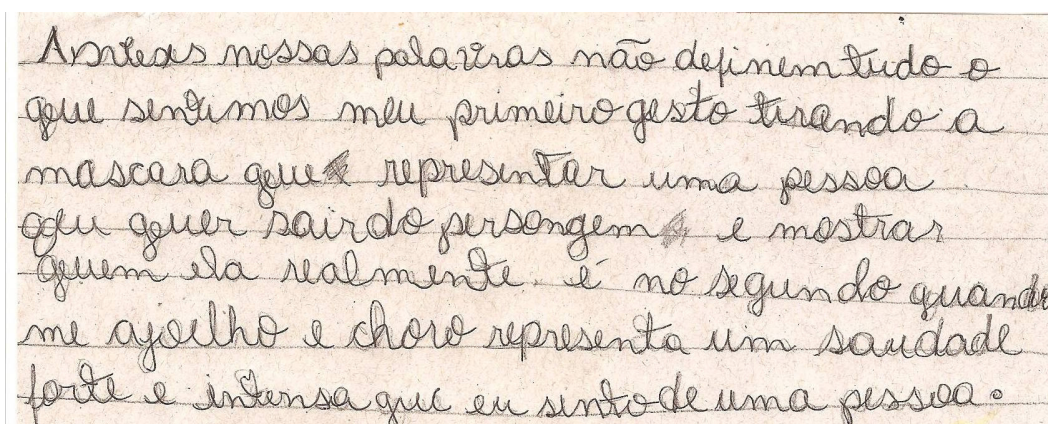 nossas palavras não definem tudo o
que sentimos meu primeiro gesto tirando a
mascara que representar uma pessoa
qeu quer sair do persongem e mostrar
quem ela realmente é no segundo quando
me ajoelho e choro representa um saudade
forte e intensa que eu sinto de uma pessoa.